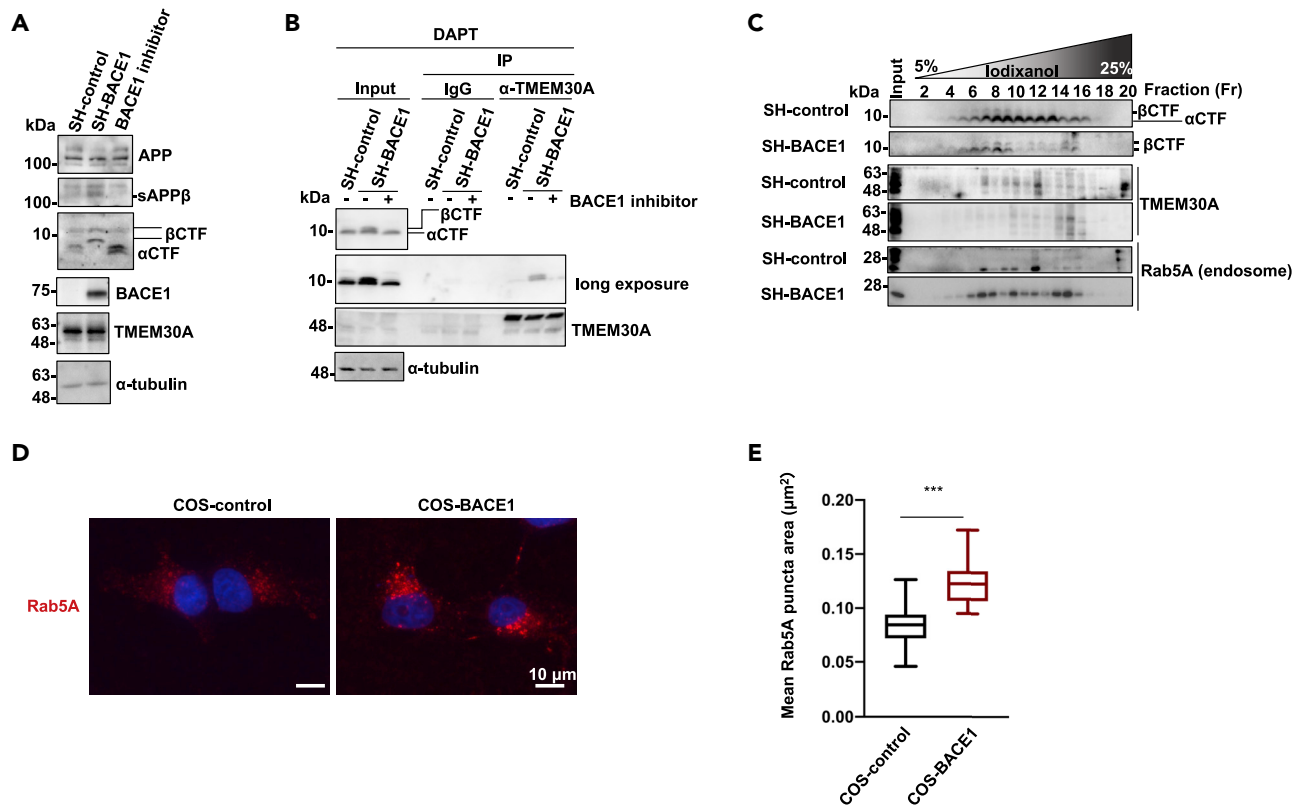 A
SH-control
SH-BACE1
BACE1 inhibitor
kDa
100
APP
100
sAPPβ
10
βCTF
αCTF
75
BACE1
63
48
TMEM30A
63
48
α-tubulin
B
DAPT
IP
Input
IgG
α-TMEM30A
SH-control
SH-BACE1
SH-control
SH-BACE1
SH-control
SH-BACE1
kDa
- - + - - + - - + BACE1 inhibitor
10
βCTF
αCTF
10
long exposure
48
TMEM30A
48
α-tubulin
C
5% Iodixanol 25%
Input
kDa 2 4 6 8 10 12 14 16 18 20 Fraction (Fr)
SH-control 10 βCTF
αCTF
SH-BACE1 10 βCTF
SH-control 63
48
TMEM30A
SH-BACE1 63
48
SH-control 28
Rab5A (endosome)
SH-BACE1 28
D
COS-control COS-BACE1
Rab5A
10 µm
E
Mean Rab5A puncta area (µm²)
0.20
0.15
0.10
0.05
0.00
***
COS-control
COS-BACE1